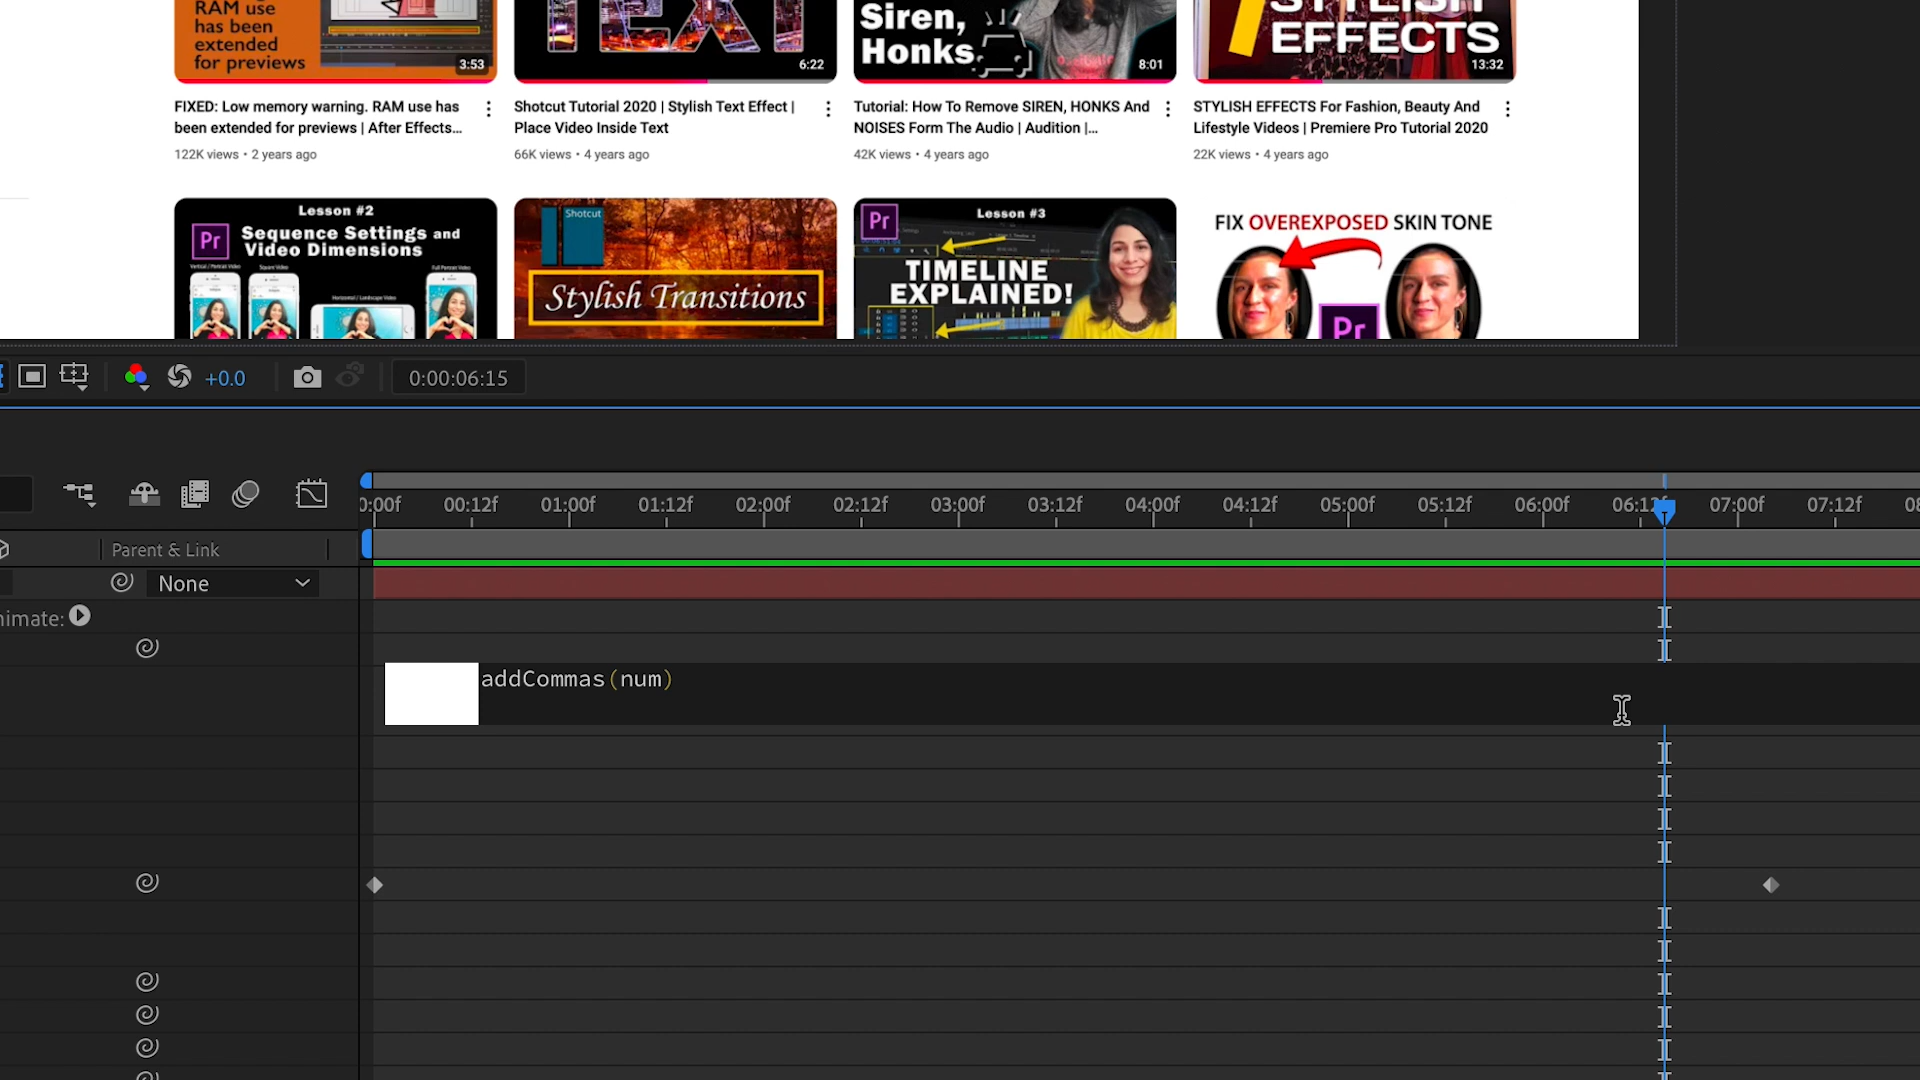 RAM use
has been
extended
for previews
3:53
TEXT
6:22
Siren,
Honks
8:01
7 STYLISH
EFFECTS
13:32
FIXED: Low memory warning. RAM use has
been extended for previews | After Effects...
122K views • 2 years ago
Shotcut Tutorial 2020 | Stylish Text Effect |
Place Video Inside Text
66K views • 4 years ago
Tutorial: How To Remove SIREN, HONKS And
NOISES Form The Audio | Audition |...
42K views • 4 years ago
STYLISH EFFECTS For Fashion, Beauty And
Lifestyle Videos | Premiere Pro Tutorial 2020
22K views • 4 years ago
Lesson #2
Pr
Sequence Settings and
Video Dimensions
Shotcut
Stylish Transitions
Pr
Lesson #3
TIMELINE
EXPLAINED!
FIX OVEREXPOSED SKIN TONE
Pr
+0.0
0:00:06:15
0:00f 00:12f 01:00f 01:12f 02:00f 02:12f 03:00f 03:12f 04:00f 04:12f 05:00f 05:12f 06:00f 06:12f 07:00f 07:12f 08
Parent & Link
None
nimate:
addCommas(num)